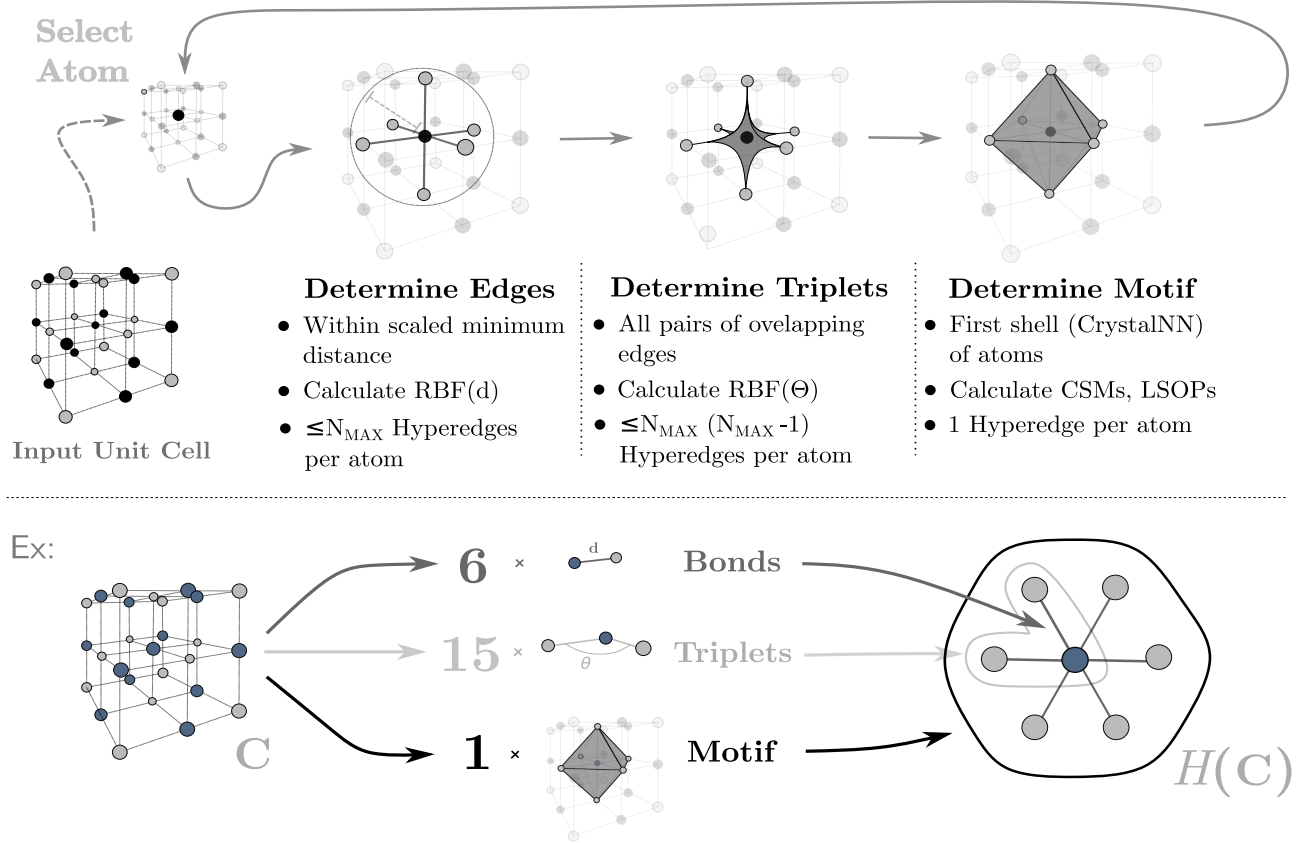 Select
Atom
Input Unit Cell
Determine Edges
● Within scaled minimum
distance
● Calculate RBF(d)
● ≤N_MAX Hyperedges
per atom
Determine Triplets
● All pairs of ovelapping
edges
● Calculate RBF(Θ)
● ≤N_MAX (N_MAX -1)
Hyperedges per atom
Determine Motif
● First shell (CrystalNN)
of atoms
● Calculate CSMs, LSOPs
● 1 Hyperedge per atom
Ex:
C
6 × d Bonds
15 × θ Triplets
1 × Motif
H(C)